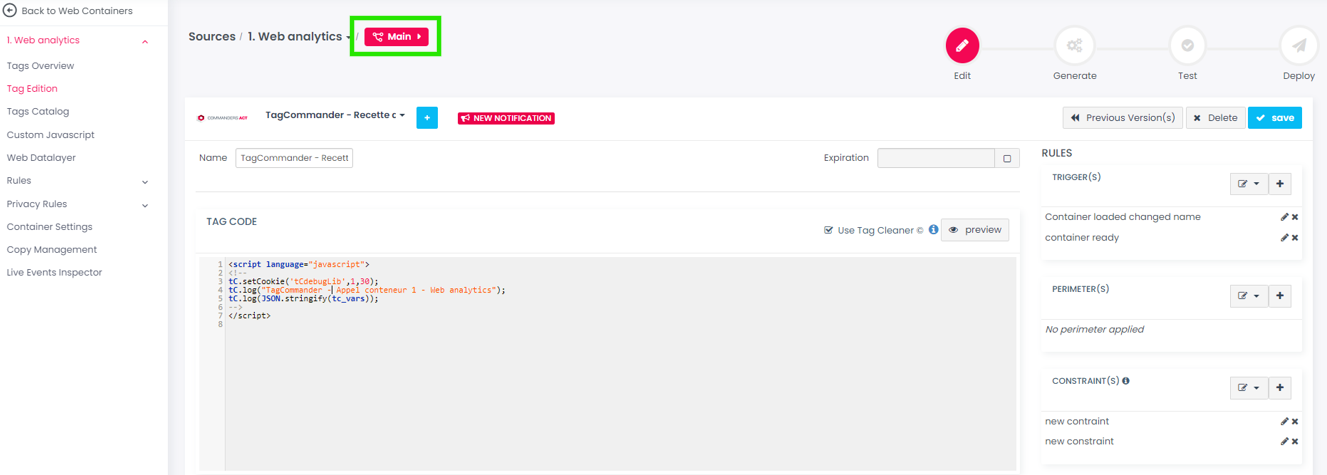 Back to Web Containers
1. Web analytics
Tags Overview
Tag Edition
Tags Catalog
Custom Javascript
Web Datalayer
Rules
Privacy Rules
Container Settings
Copy Management
Live Events Inspector
Sources / 1. Web analytics / Main
Edit
Generate
Test
Deploy
COMMANDERS ACT
TagCommander - Recette c
+
NEW NOTIFICATION
Previous Version(s)
Delete
save
Name
TagCommander - Recett
Expiration
TAG CODE
Use Tag Cleaner ©
preview
1 <script language="javascript">
2 <!--
3 tC.setCookie('tCdebugLib',1,30);
4 tC.log("TagCommander - Appel conteneur 1 - Web analytics");
5 tC.log(JSON.stringify(tc_vars));
6 -->
7 </script>
8
RULES
TRIGGER(S)
Container loaded changed name
container ready
PERIMETER(S)
No perimeter applied
CONSTRAINT(S)
new contraint
new constraint